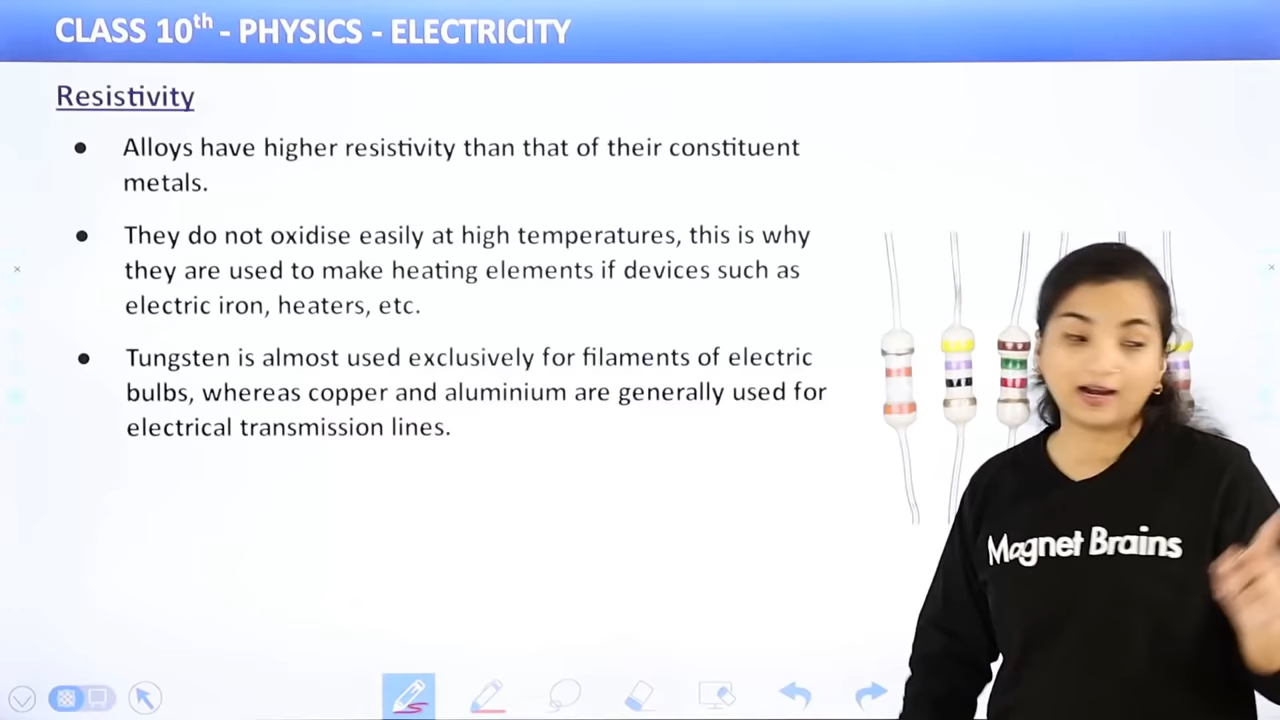 CLASS 10th - PHYSICS - ELECTRICITY
Resistivity
● Alloys have higher resistivity than that of their constituent
metals.
● They do not oxidise easily at high temperatures, this is why
they are used to make heating elements if devices such as
electric iron, heaters, etc.
● Tungsten is almost used exclusively for filaments of electric
bulbs, whereas copper and aluminium are generally used for
electrical transmission lines.
Magnet Brains